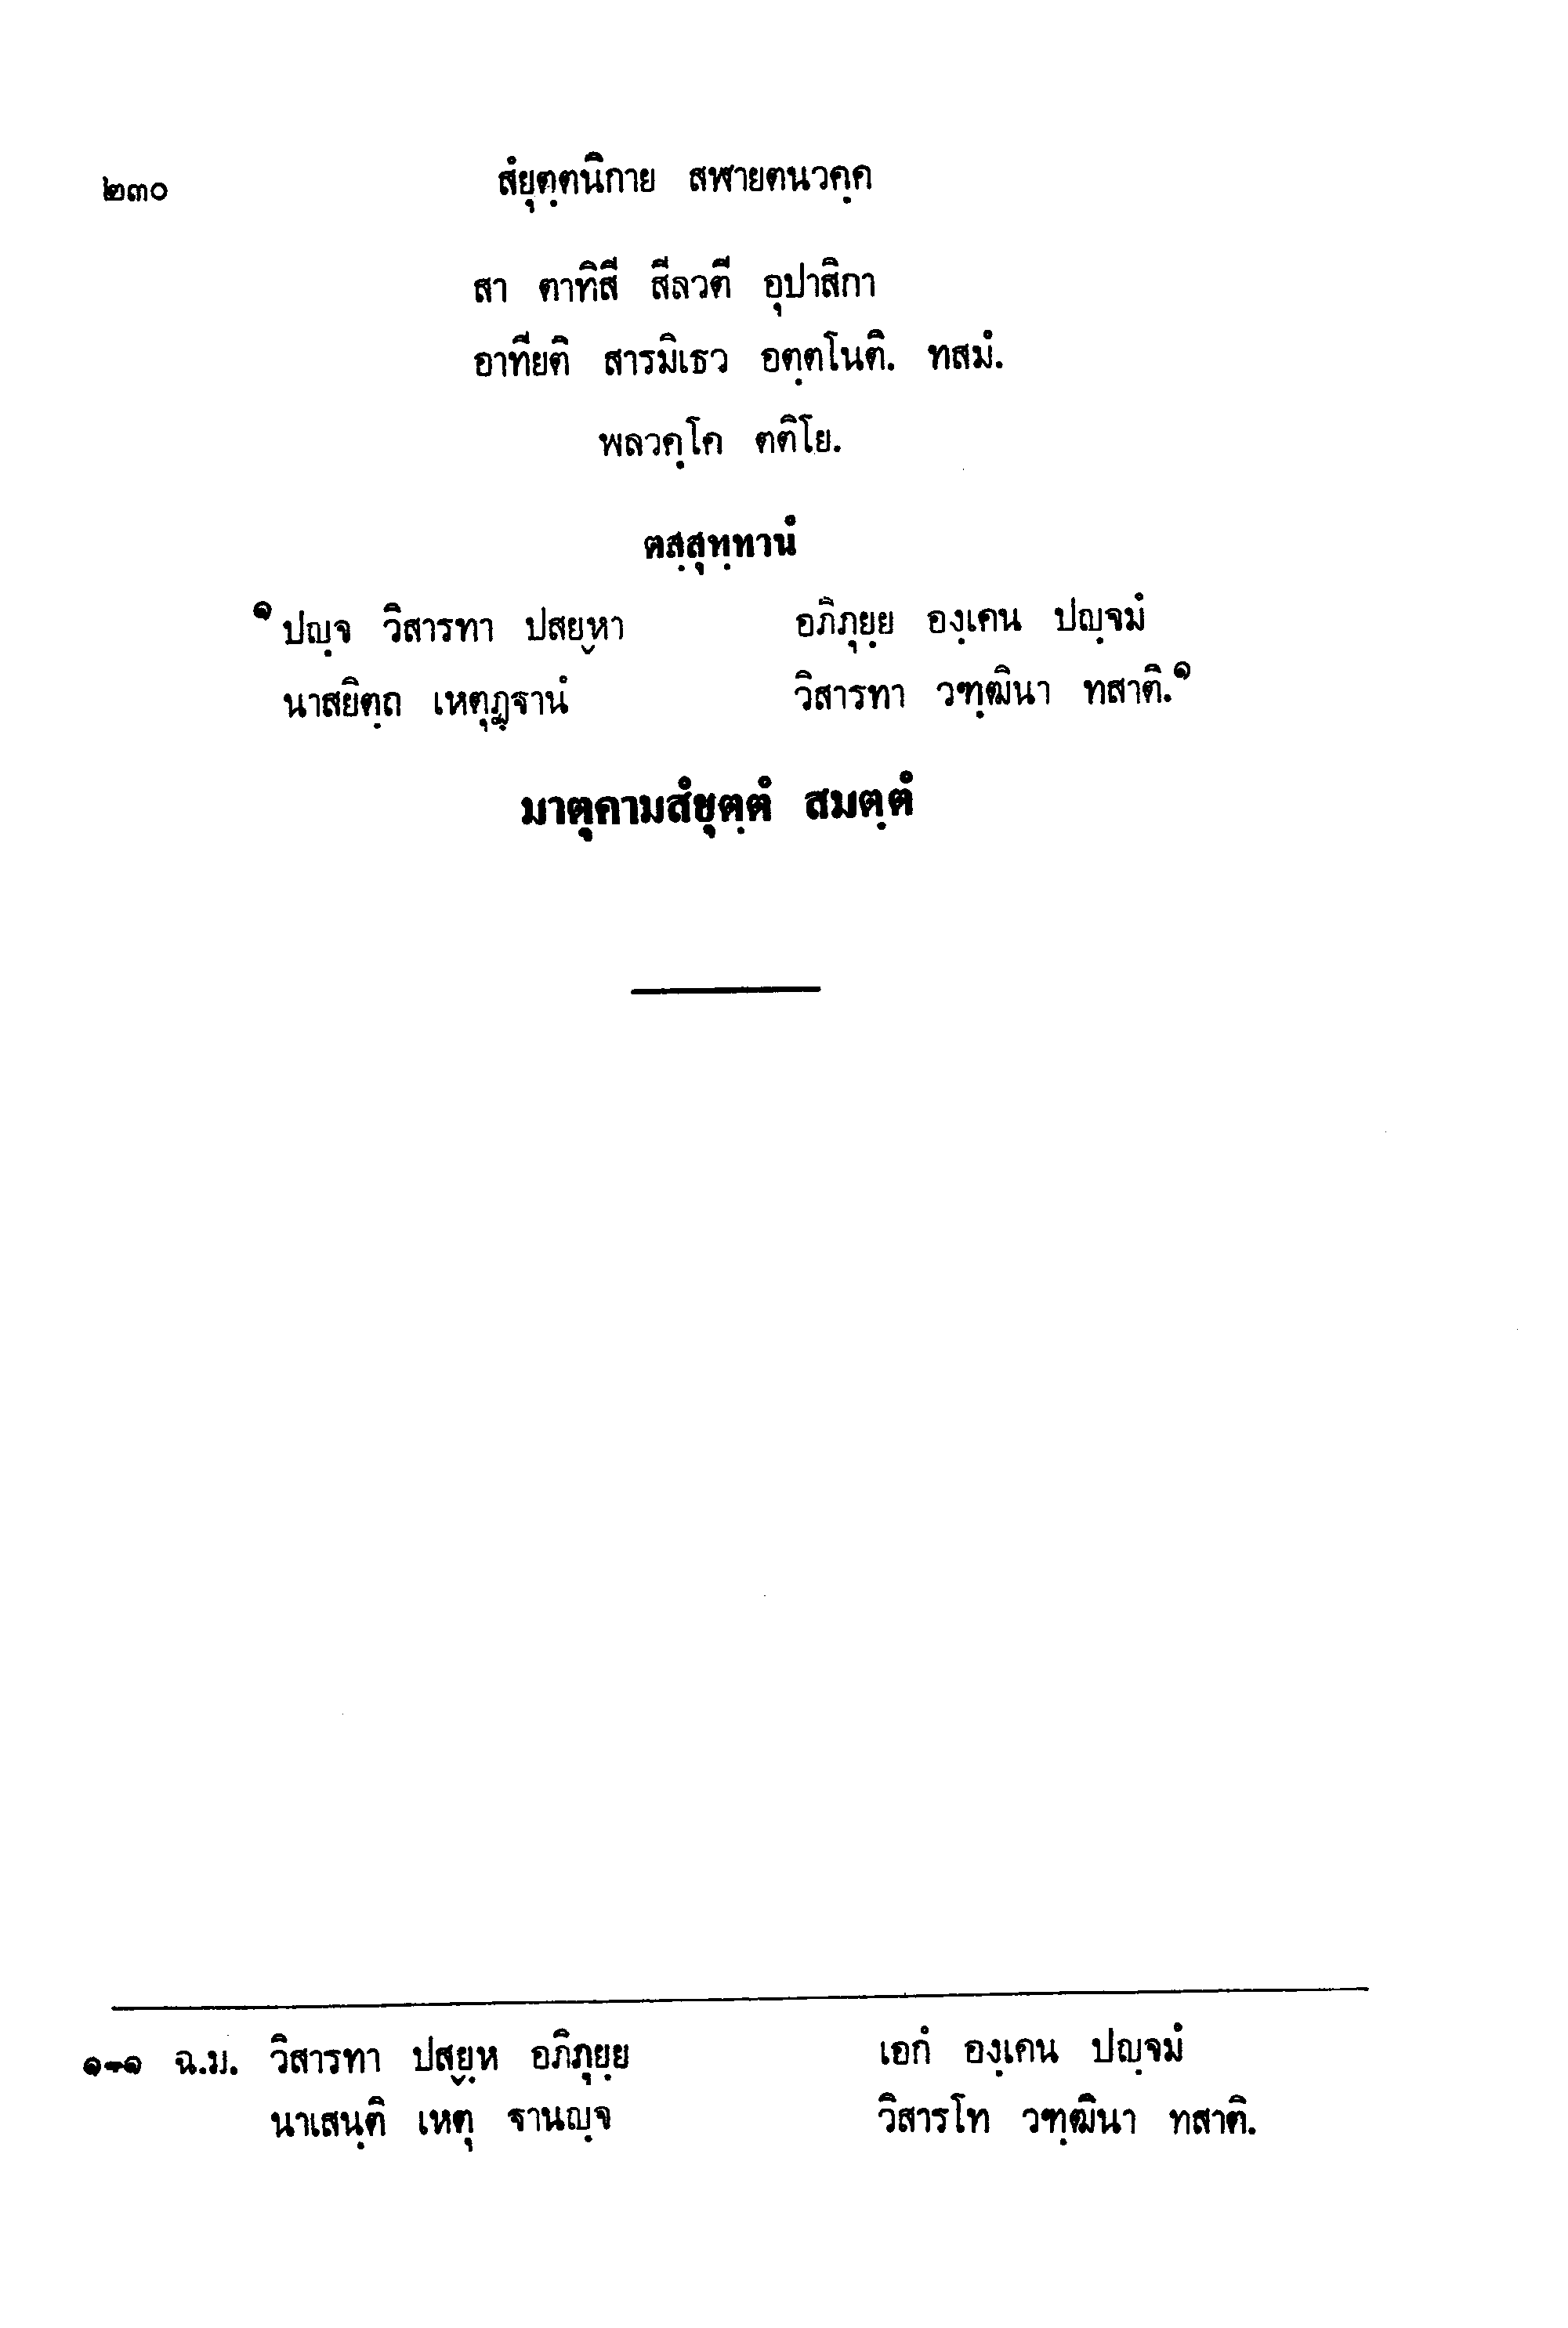 ๒๓๐ สํยุตฺตนิกาย สฬายตนวคฺค
สา ตาทิสี สีลวตี อุปาสิกา
อาทียติ สารมิเธว อตฺตโนติ. ทสมํ.
พลวคฺโค ตติโย.
ตสฺสุทฺทานํ
๑ ปญฺจ วิสารทา ปสยฺหา อภิภุยฺย องฺเคน ปญฺจมํ
นาสยิตฺถ เหตุฏฺฐานํ วิสารทา วฑฺฒินา ทสาติ.๑
มาตุคามสํยุตฺตํ สมตฺตํ
๑-๑ ฉ.ม. วิสารทา ปสยฺห อภิภุยฺย เอกํ องฺเคน ปญฺจมํ
นาเสนฺติ เหตุ ฐานญฺจ วิสารโท วฑฺฒินา ทสาติ.